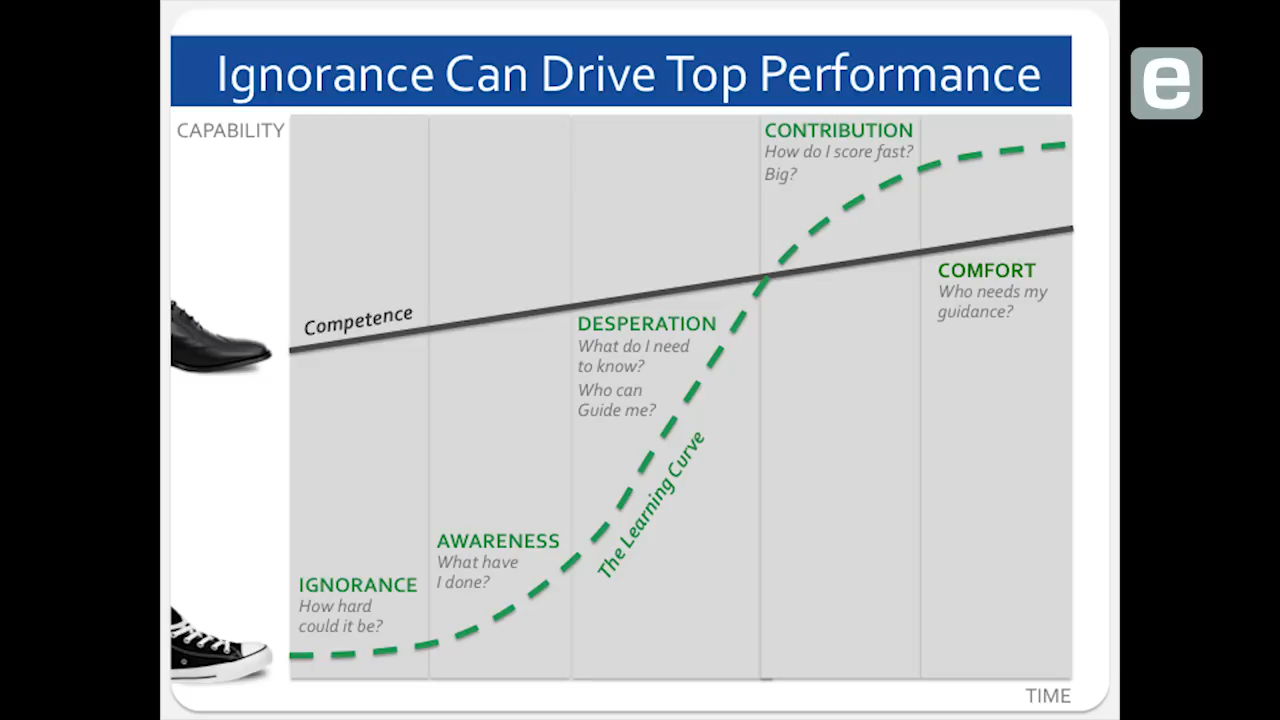 Ignorance Can Drive Top Performance
e
CAPABILITY
CONTRIBUTION
How do I score fast?
Big?
COMFORT
Who needs my
guidance?
Competence
DESPERATION
What do I need
to know?
Who can
Guide me?
The Learning Curve
AWARENESS
What have
I done?
IGNORANCE
How hard
could it be?
TIME